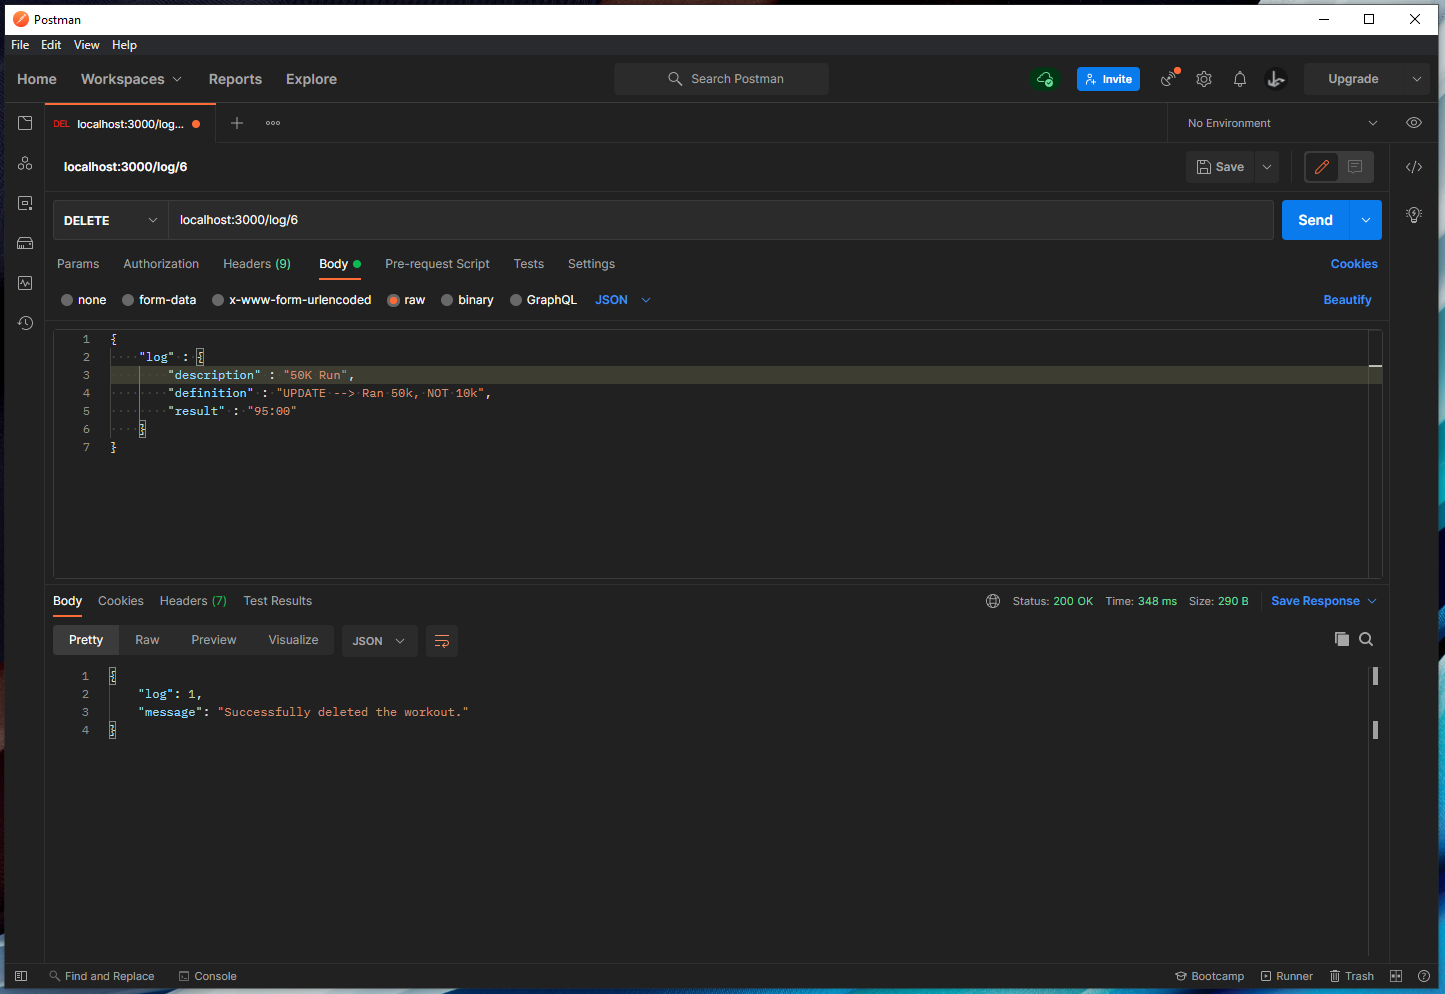 Postman
File Edit View Help
Home Workspaces Reports Explore Search Postman Invite Upgrade
DEL localhost:3000/log... No Environment
localhost:3000/log/6 Save
DELETE localhost:3000/log/6 Send
Params Authorization Headers (9) Body Pre-request Script Tests Settings Cookies
none form-data x-www-form-urlencoded raw binary GraphQL JSON Beautify
1 {
2 "log" : {
3 "description" : "50K Run",
4 "definition" : "UPDATE --> Ran 50k, NOT 10k",
5 "result" : "95:00"
6 }
7 }
Body Cookies Headers (7) Test Results Status: 200 OK Time: 348 ms Size: 290 B Save Response
Pretty Raw Preview Visualize JSON
1 {
2 "log": 1,
3 "message": "Successfully deleted the workout."
4 }
Find and Replace Console Bootcamp Runner Trash